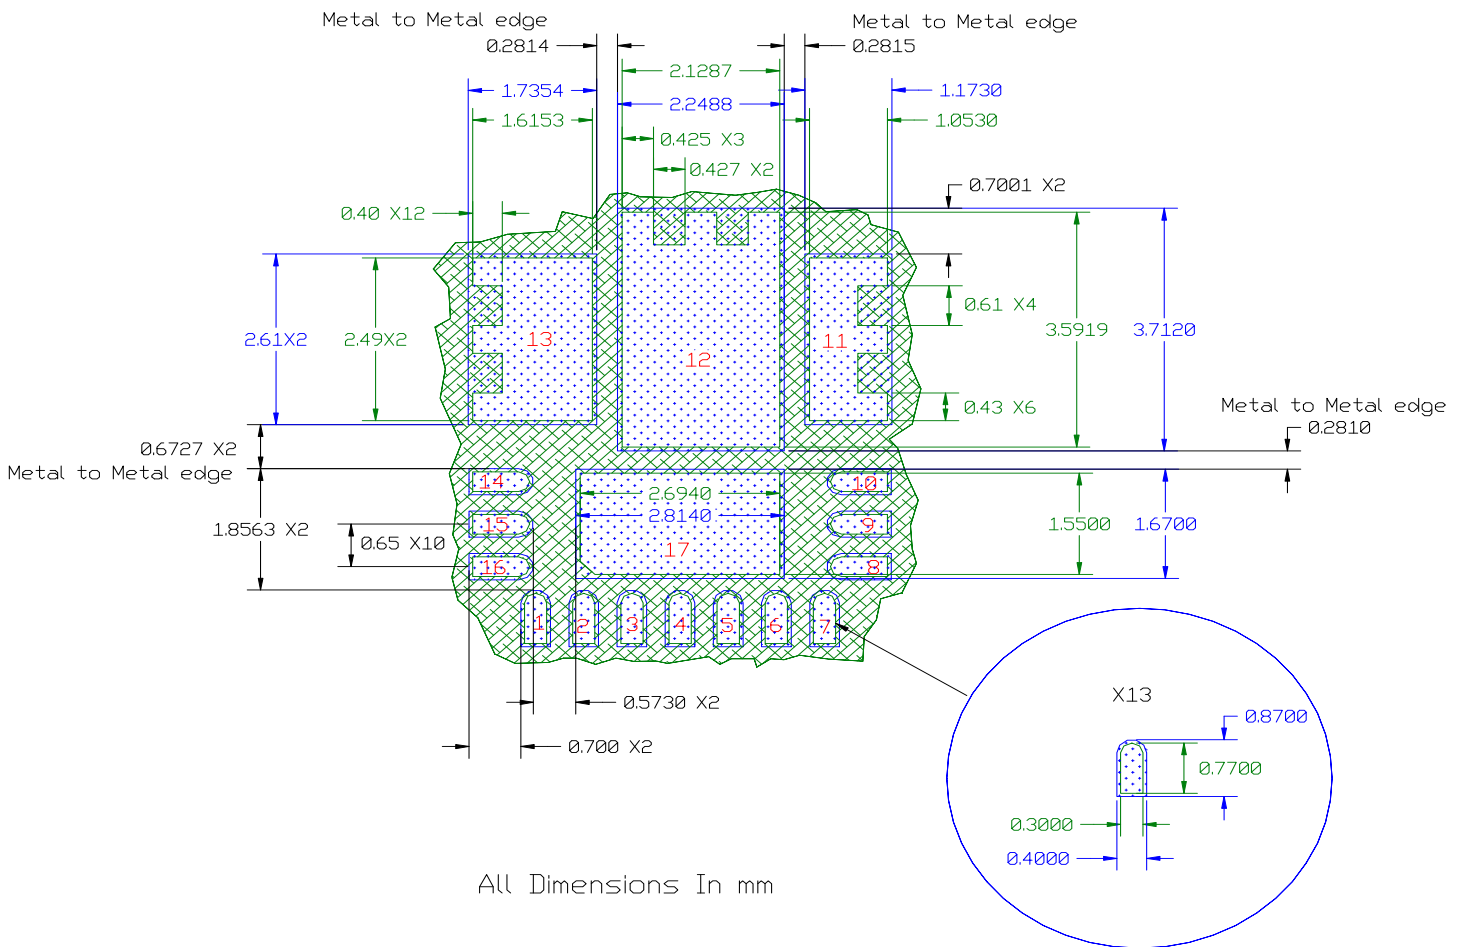 Metal to Metal edge
Metal to Metal edge
0.2814
0.2815
2.1287
1.7354
2.2488
1.1730
1.6153
1.0530
0.425 X3
0.427 X2
0.7001 X2
0.40 X12
0.61 X4
2.61X2
2.49X2
13
12
11
3.5919
3.7120
0.43 X6
Metal to Metal edge
0.2810
0.6727 X2
Metal to Metal edge
14
10
2.6940
2.8140
1.8563 X2
0.65 X10
15
9
1.5500
1.6700
17
16
8
1
2
3
4
5
6
7
0.5730 X2
0.700 X2
X13
0.8700
0.7700
0.3000
0.4000
All Dimensions In mm